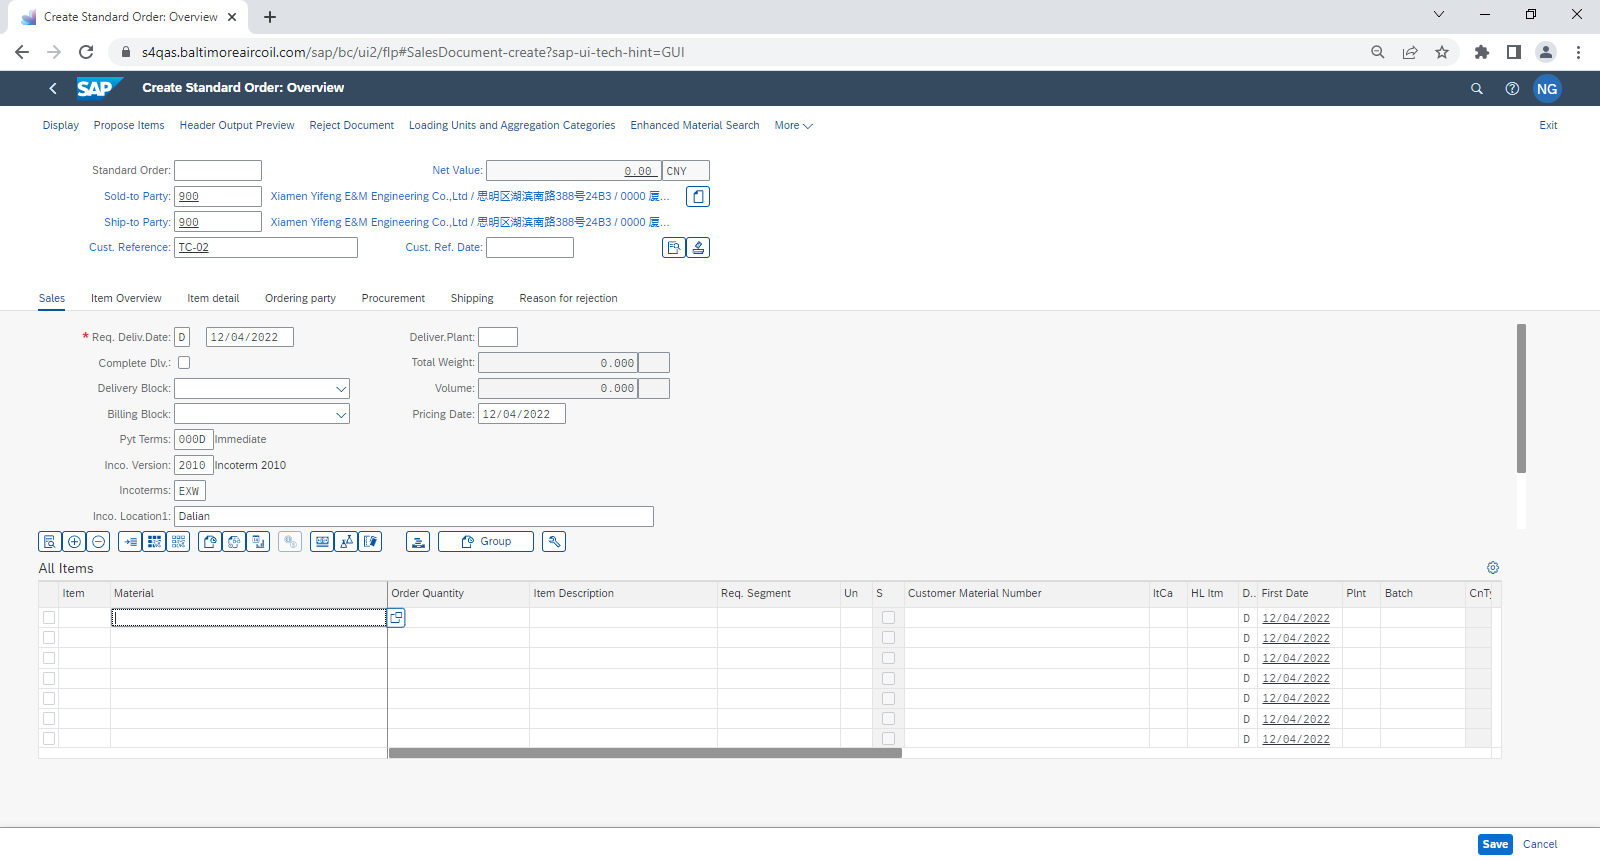 Create Standard Order: Overview
s4qas.baltimoreaircoil.com/sap/bc/ui2/flp#SalesDocument-create?sap-ui-tech-hint=GUI
SAP Create Standard Order: Overview NG
Display Propose Items Header Output Preview Reject Document Loading Units and Aggregation Categories Enhanced Material Search More Exit
Standard Order: Net Value: 0.00 CNY
Sold-to Party: 900 Xiamen Yifeng E&M Engineering Co.,Ltd / 思明区湖滨南路388号24B3 / 0000 厦...
Ship-to Party: 900 Xiamen Yifeng E&M Engineering Co.,Ltd / 思明区湖滨南路388号24B3 / 0000 厦...
Cust. Reference: TC-02 Cust. Ref. Date:
Sales Item Overview Item detail Ordering party Procurement Shipping Reason for rejection
* Req. Deliv.Date: D 12/04/2022 Deliver.Plant:
Complete Dlv.: Total Weight: 0.000
Delivery Block: Volume: 0.000
Billing Block: Pricing Date: 12/04/2022
Pyt Terms: 000D Immediate
Inco. Version: 2010 Incoterm 2010
Incoterms: EXW
Inco. Location1: Dalian
Group
All Items
Item Material Order Quantity Item Description Req. Segment Un S Customer Material Number ItCa HL Itm D.. First Date Plnt Batch CnTy
D 12/04/2022
D 12/04/2022
D 12/04/2022
D 12/04/2022
D 12/04/2022
D 12/04/2022
D 12/04/2022
Save Cancel